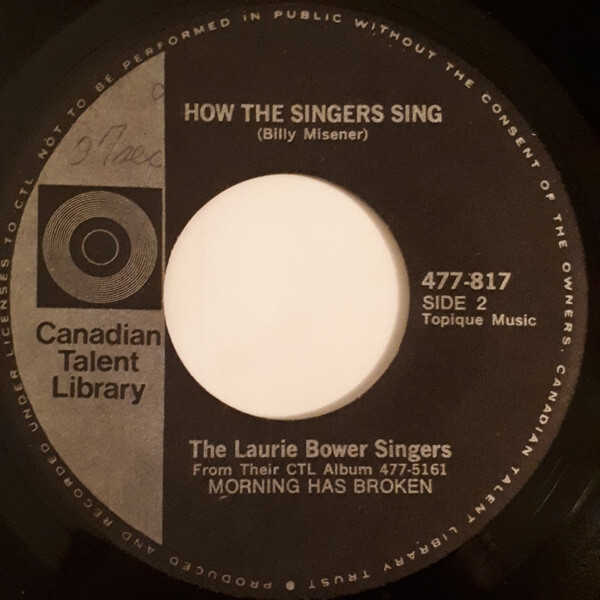 HOW THE SINGERS SING
(Billy Misener)
477-817
SIDE 2
Topique Music
Canadian
Talent
Library
The Laurie Bower Singers
From Their CTL Album 477-5161
MORNING HAS BROKEN
PRODUCED AND RECORDED UNDER LICENSES TO CTL NOT TO BE PERFORMED IN PUBLIC WITHOUT THE CONSENT OF THE OWNERS. CANADIAN TALENT LIBRARY TRUST